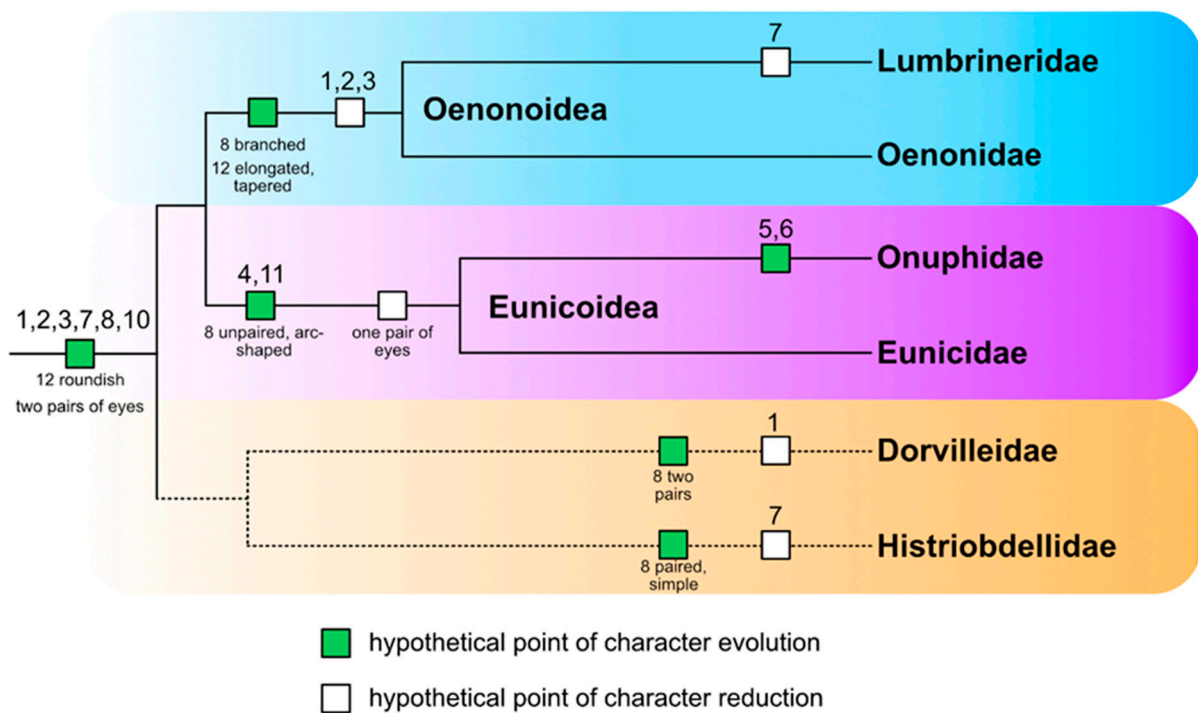 7
Lumbrineridae
1,2,3
Oenonoidea
8 branched
12 elongated,
tapered
Oenonidae
5,6
Onuphidae
4,11
Eunicoidea
8 unpaired, arc-
shaped
one pair of
eyes
Eunicidae
1,2,3,7,8,10
12 roundish
two pairs of eyes
1
Dorvilleidae
8 two
pairs
7
Histriobdellidae
8 paired,
simple
hypothetical point of character evolution
hypothetical point of character reduction